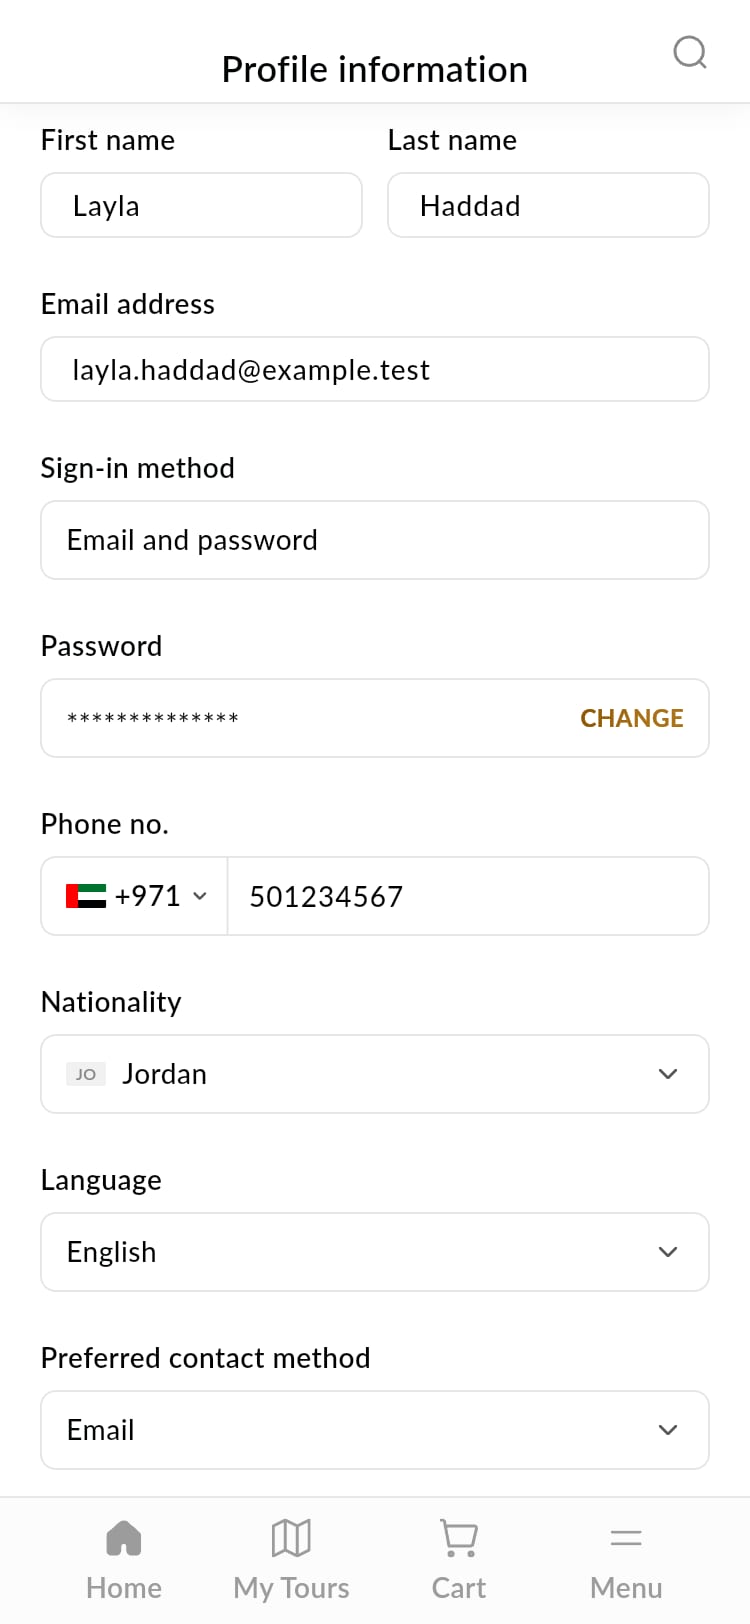 Profile information
First name
Last name
Layla
Haddad
Email address
layla.haddad@example.test
Sign-in method
Email and password
Password
**************
CHANGE
Phone no.
+971
501234567
Nationality
JO
Jordan
Language
English
Preferred contact method
Email
Home
My Tours
Cart
Menu